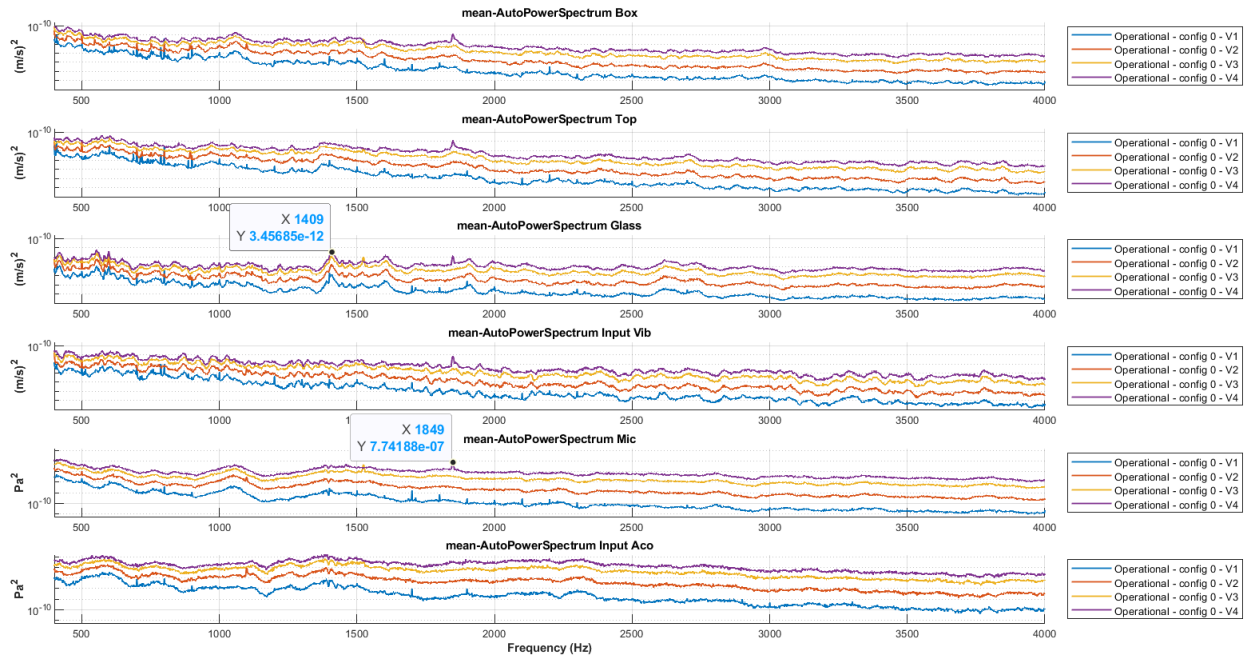 mean-AutoPowerSpectrum Box
10^-10
(m/s)^2
500 1000 1500 2000 2500 3000 3500 4000
Operational - config 0 - V1
Operational - config 0 - V2
Operational - config 0 - V3
Operational - config 0 - V4
mean-AutoPowerSpectrum Top
10^-10
(m/s)^2
500 1000 1500 2000 2500 3000 3500 4000
Operational - config 0 - V1
Operational - config 0 - V2
Operational - config 0 - V3
Operational - config 0 - V4
X 1409
Y 3.45685e-12
mean-AutoPowerSpectrum Glass
10^-10
(m/s)^2
500 1000 1500 2000 2500 3000 3500 4000
Operational - config 0 - V1
Operational - config 0 - V2
Operational - config 0 - V3
Operational - config 0 - V4
mean-AutoPowerSpectrum Input Vib
10^-10
(m/s)^2
500 1000 1500 2000 2500 3000 3500 4000
Operational - config 0 - V1
Operational - config 0 - V2
Operational - config 0 - V3
Operational - config 0 - V4
X 1849
Y 7.74188e-07
mean-AutoPowerSpectrum Mic
Pa^2
10^-10
500 1000 1500 2000 2500 3000 3500 4000
Operational - config 0 - V1
Operational - config 0 - V2
Operational - config 0 - V3
Operational - config 0 - V4
mean-AutoPowerSpectrum Input Aco
Pa^2
10^-10
500 1000 1500 2000 2500 3000 3500 4000
Frequency (Hz)
Operational - config 0 - V1
Operational - config 0 - V2
Operational - config 0 - V3
Operational - config 0 - V4